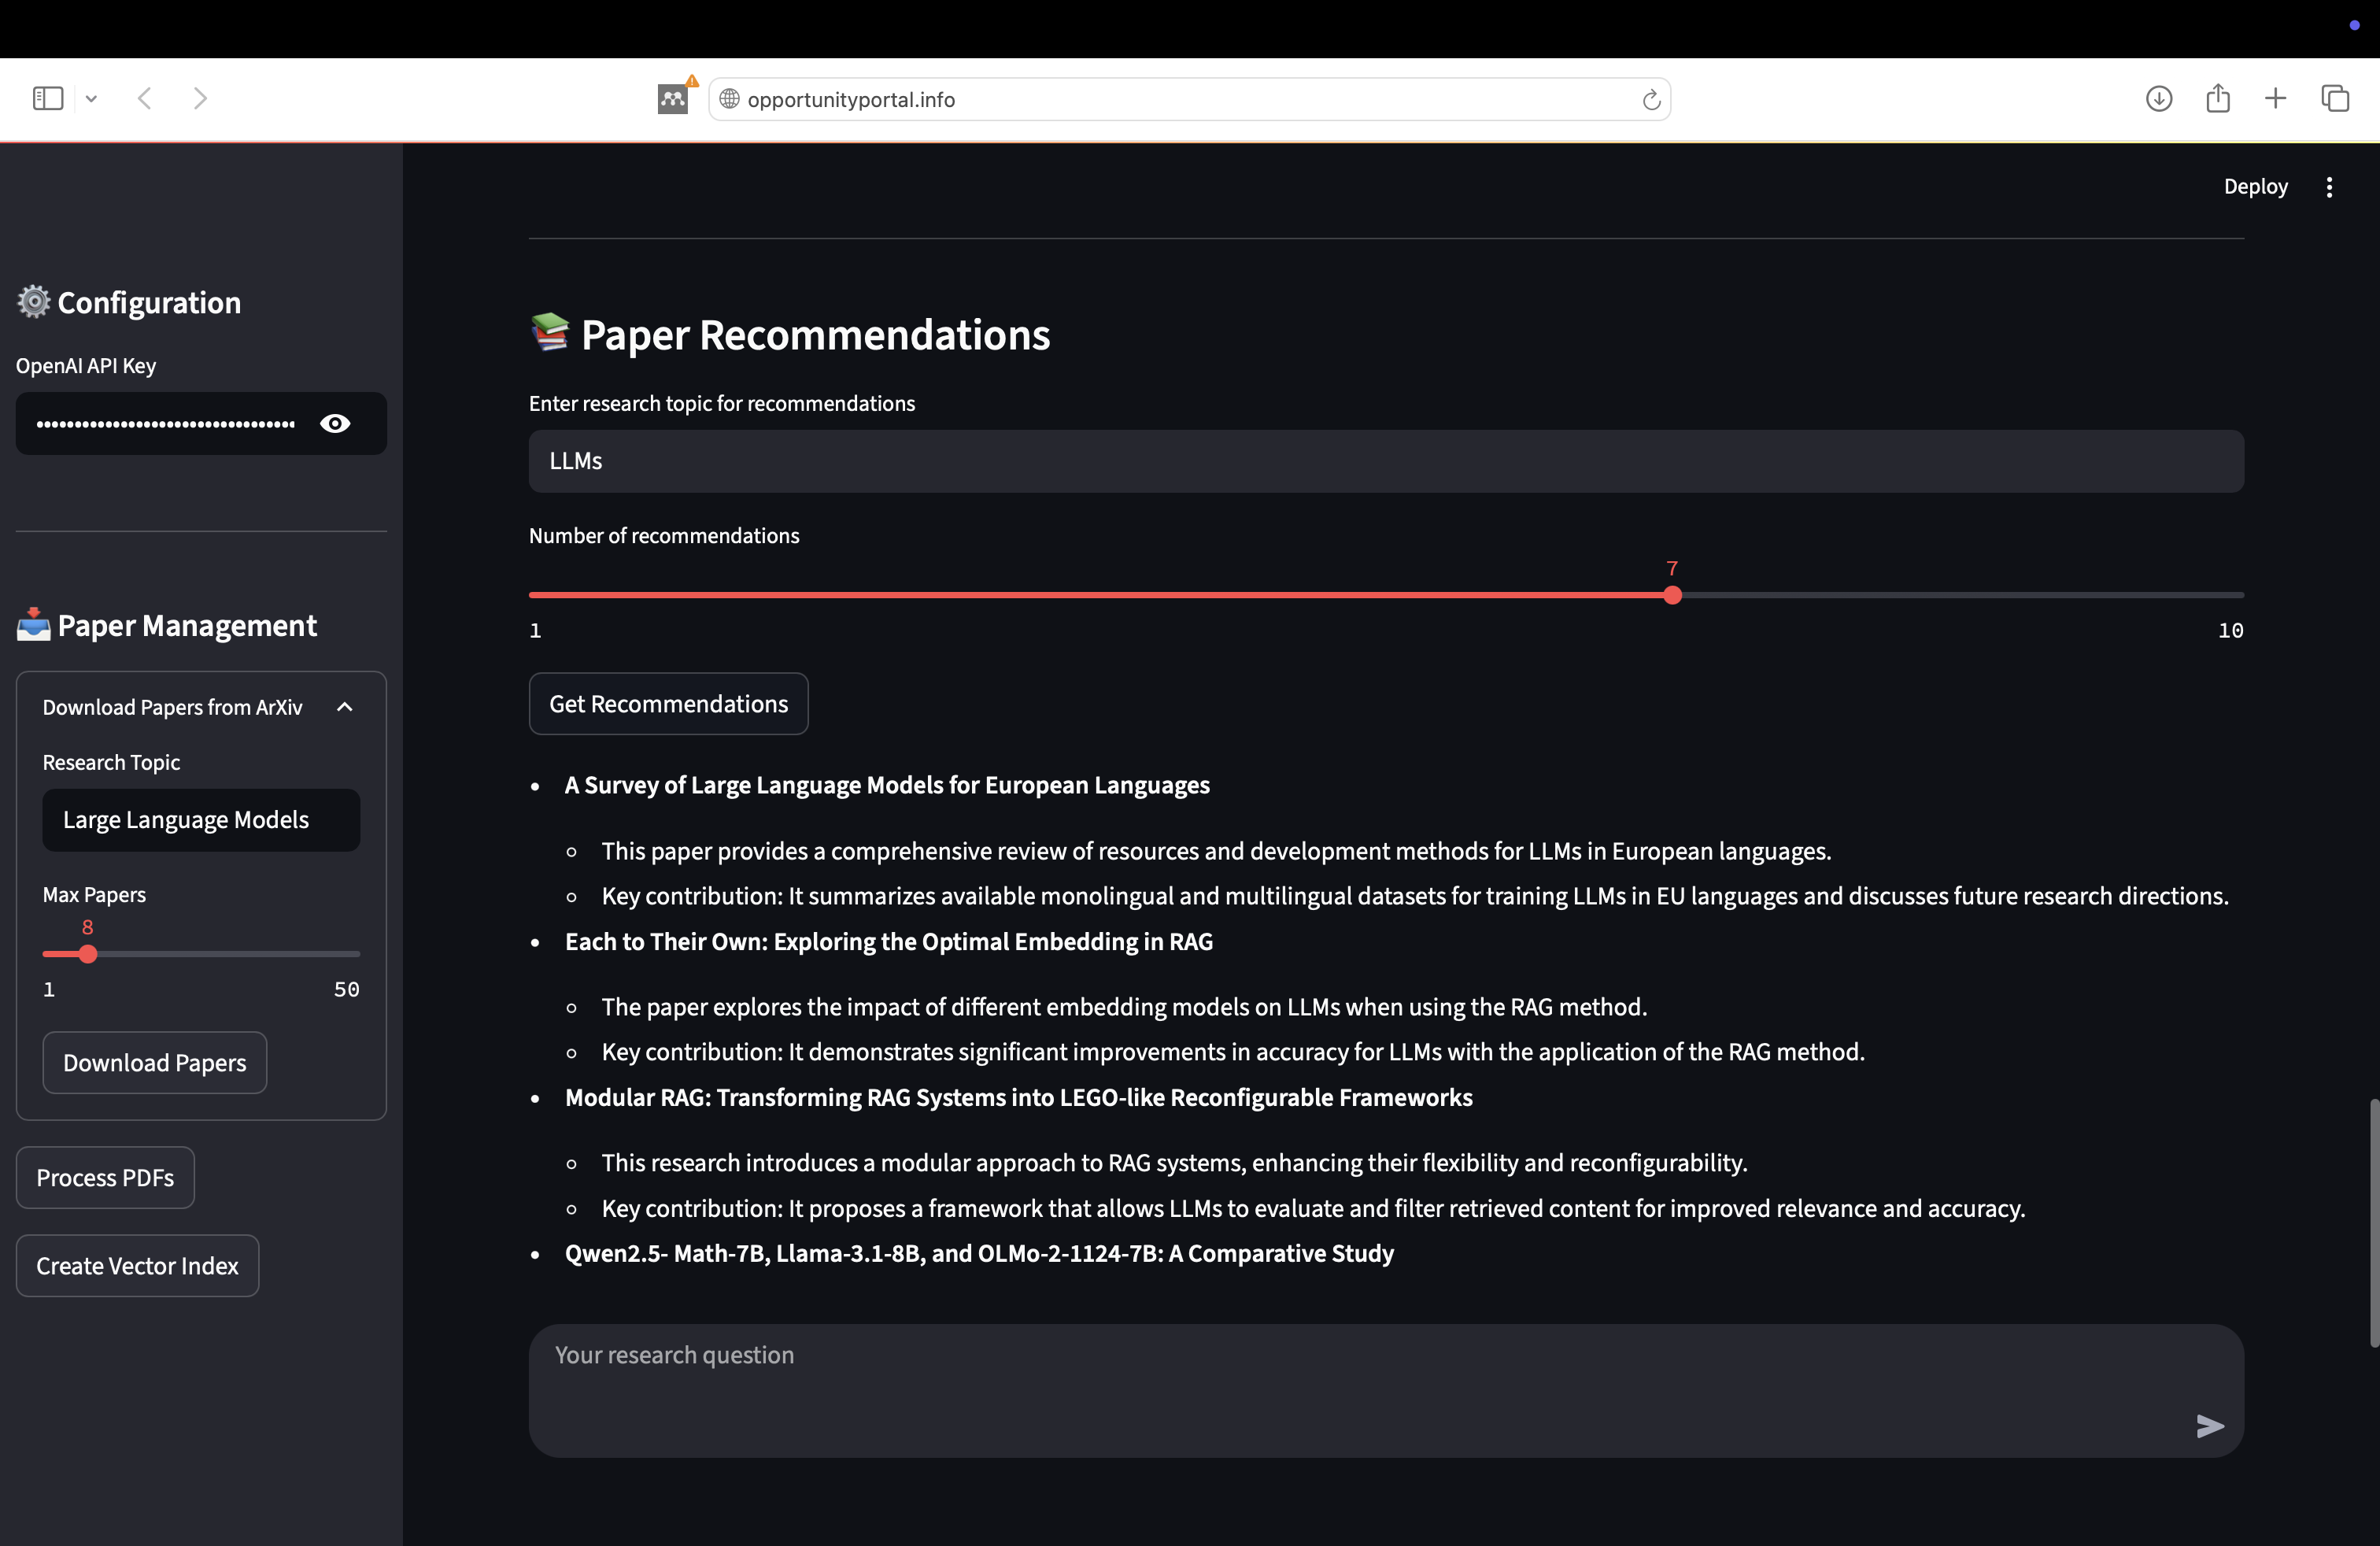 opportunityportal.info
Deploy
Configuration
OpenAI API Key
Paper Management
Download Papers from ArXiv
Research Topic
Large Language Models
Max Papers
8
1 50
Download Papers
Process PDFs
Create Vector Index
Paper Recommendations
Enter research topic for recommendations
LLMs
Number of recommendations
7
1 10
Get Recommendations
A Survey of Large Language Models for European Languages
This paper provides a comprehensive review of resources and development methods for LLMs in European languages.
Key contribution: It summarizes available monolingual and multilingual datasets for training LLMs in EU languages and discusses future research directions.
Each to Their Own: Exploring the Optimal Embedding in RAG
The paper explores the impact of different embedding models on LLMs when using the RAG method.
Key contribution: It demonstrates significant improvements in accuracy for LLMs with the application of the RAG method.
Modular RAG: Transforming RAG Systems into LEGO-like Reconfigurable Frameworks
This research introduces a modular approach to RAG systems, enhancing their flexibility and reconfigurability.
Key contribution: It proposes a framework that allows LLMs to evaluate and filter retrieved content for improved relevance and accuracy.
Qwen2.5- Math-7B, Llama-3.1-8B, and OLMo-2-1124-7B: A Comparative Study
Your research question